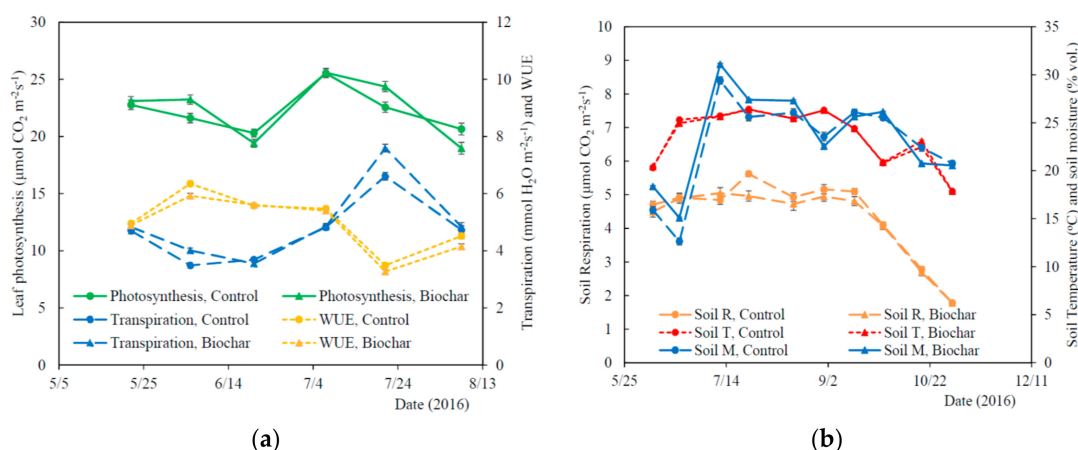 30
25
20
15
10
5
0
Leaf photosynthesis (μmol CO₂ m⁻²s⁻¹)
12
10
8
6
4
2
0
Transpiration (mmol H₂O m⁻²s⁻¹) and WUE
Photosynthesis, Control
Photosynthesis, Biochar
Transpiration, Control
WUE, Control
Transpiration, Biochar
WUE, Biochar
5/5 5/25 6/14 7/4 7/24 8/13
Date (2016)
(a)
10
9
8
7
6
5
4
3
2
1
0
Soil Respiration (μmol CO₂ m⁻²s⁻¹)
35
30
25
20
15
10
5
0
Soil Temperature (ºC) and soil moisture (% vol.)
Soil R, Control
Soil R, Biochar
Soil T, Control
Soil T, Biochar
Soil M, Control
Soil M, Biochar
5/25 7/14 9/2 10/22 12/11
Date (2016)
(b)